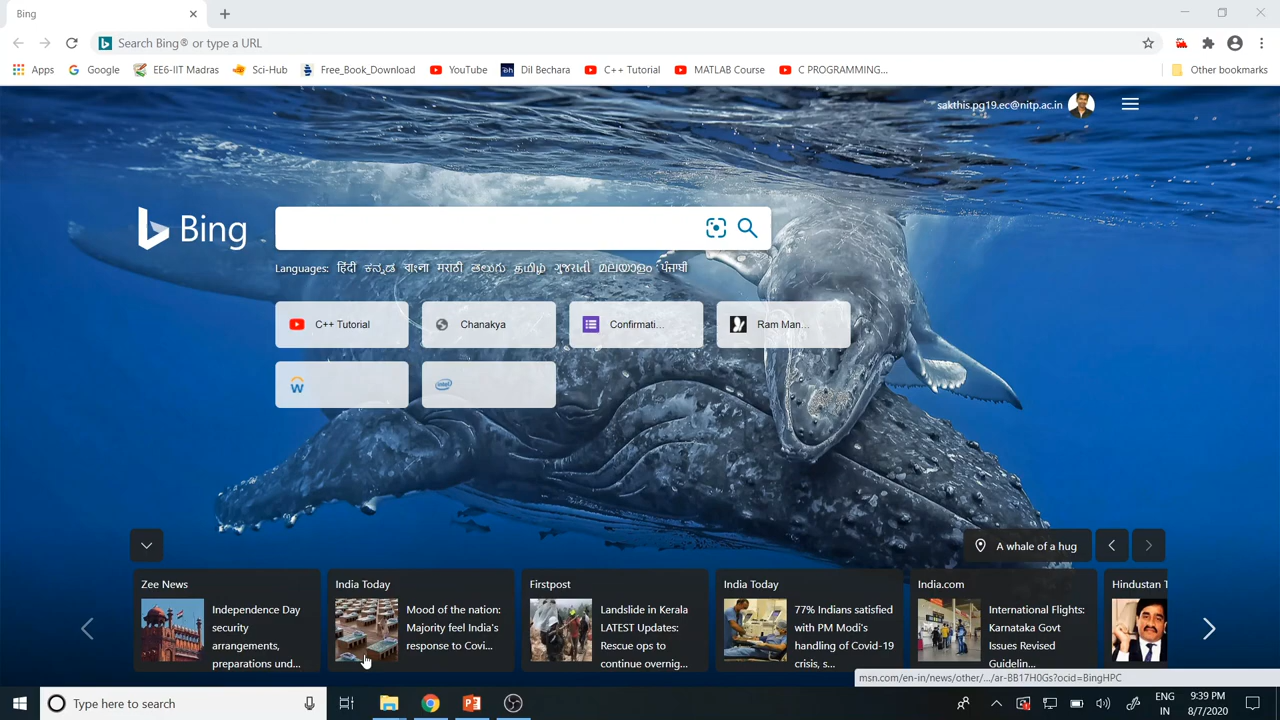 Bing
Search Bing® or type a URL
Apps Google EE6-IIT Madras Sci-Hub Free_Book_Download YouTube Dil Bechara C++ Tutorial MATLAB Course C PROGRAMMING... Other bookmarks
sakthis.pg19.ec@nitp.ac.in
Bing
Languages: हिंदी ಕನ್ನಡ বাংলা मराठी తెలుగు தமிழ் ગુજરાતી മലയാളം ਪੰਜਾਬੀ
C++ Tutorial Chanakya Confirmati... Ram Man...
intel
A whale of a hug
Zee News
Independence Day
security
arrangements,
preparations und...
India Today
Mood of the nation:
Majority feel India's
response to Covi...
Firstpost
Landslide in Kerala
LATEST Updates:
Rescue ops to
continue overnig...
India Today
77% Indians satisfied
with PM Modi's
handling of Covid-19
crisis, s...
India.com
International Flights:
Karnataka Govt
Issues Revised
Guidelin...
Hindustan T
msn.com/en-in/news/other/.../ar-BB17H0Gs?ocid=BingHPC
Type here to search
ENG
IN
9:39 PM
8/7/2020